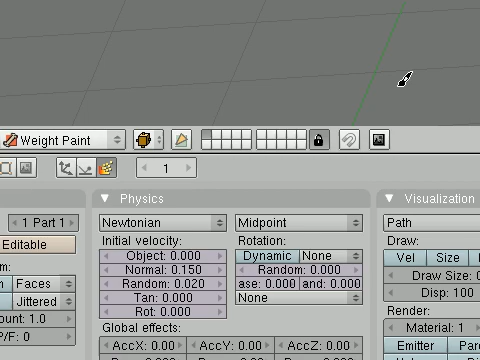 Weight Paint
1
Physics
Visualization
1 Part 1
Newtonian
Midpoint
Path
Editable
Initial velocity:
Rotation:
Draw:
Object: 0.000
Dynamic
None
Vel
Size
Normal: 0.150
Random: 0.000
Draw Size: 0
Faces
Random: 0.020
ase: 0.000
and: 0.000
Disp: 100
Jittered
Tan: 0.000
None
Render:
ount: 1.0
Rot: 0.000
Material: 1
P/F: 0
Global effects:
Emitter
Pare
AccX: 0.00
AccY: 0.00
AccZ: 0.00